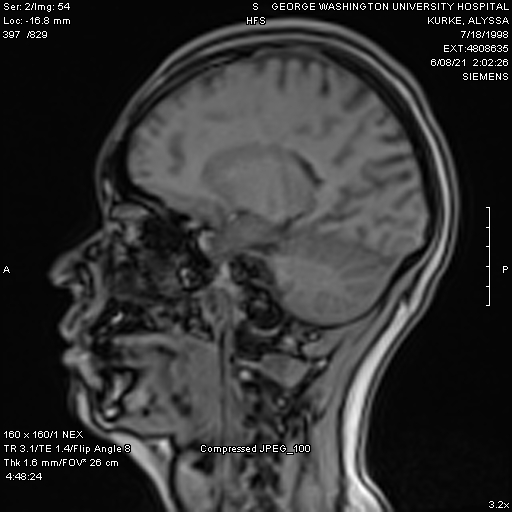 Ser: 2/Img: 54
Loc: -16.8 mm
397 /829
S
HFS
GEORGE WASHINGTON UNIVERSITY HOSPITAL
KURKE, ALYSSA
7/18/1998
EXT:4808635
6/08/21 2:02:26
SIEMENS
A
P
160 x 160/1 NEX
TR 3.1/TE 1.4/Flip Angle 8
Thk 1.6 mm/FOV* 26 cm
4:48:24
Compressed JPEG_100
3.2x